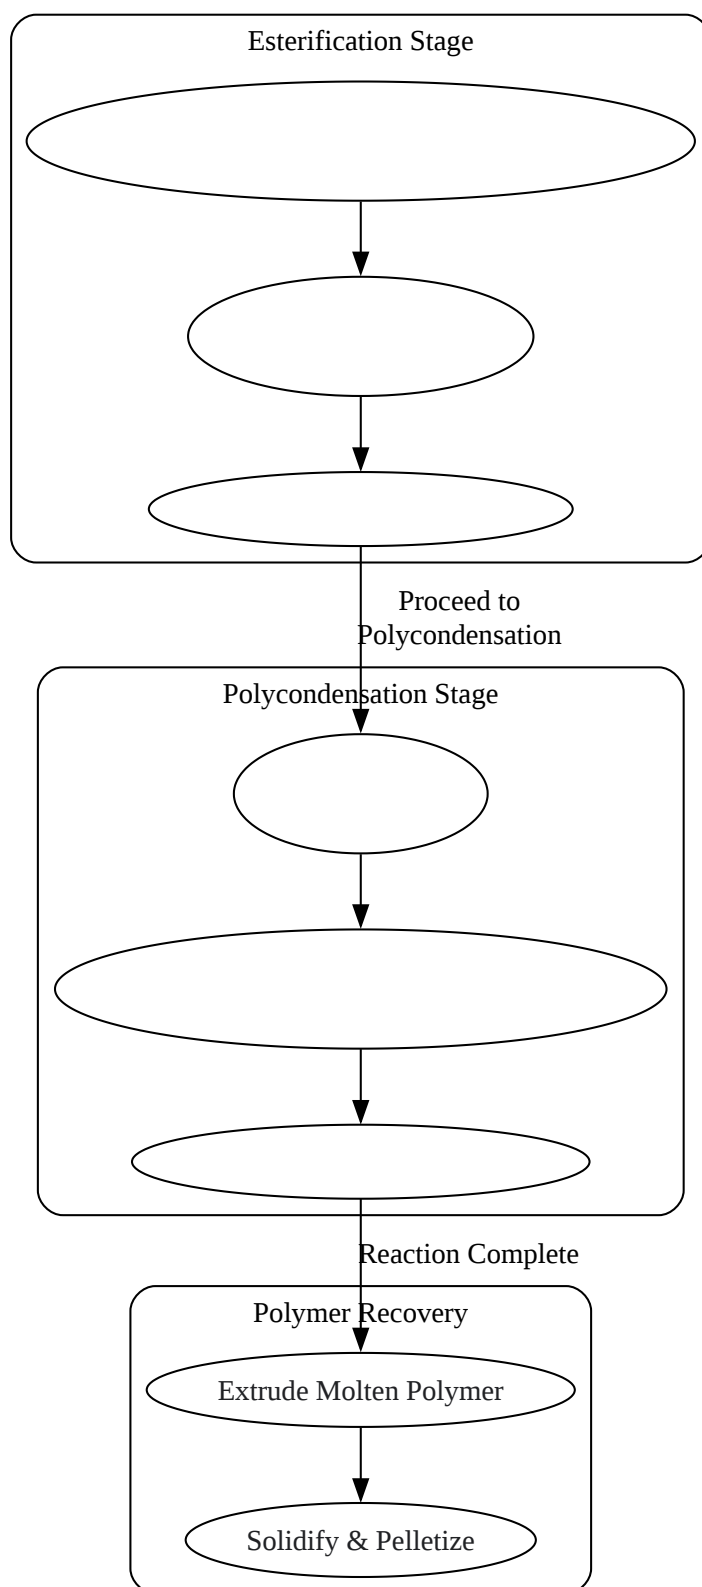 Esterification Stage
Proceed to
Polycondensation
Polycondensation Stage
Reaction Complete
Polymer Recovery
Extrude Molten Polymer
Solidify & Pelletize